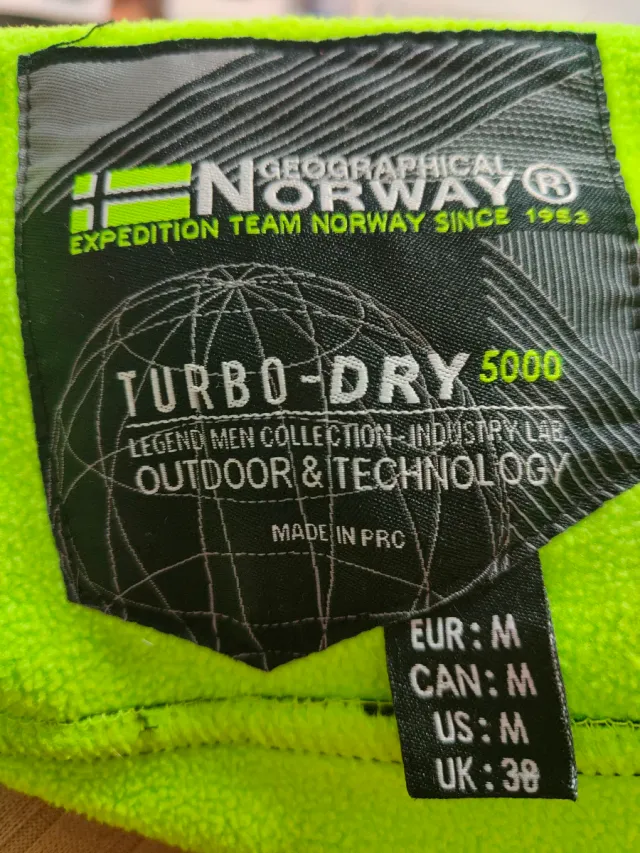 GEOGRAPHICAL
NORWAY®
EXPEDITION TEAM NORWAY SINCE 1953
TURBO-DRY 5000
LEGEND MEN COLLECTION-INDUSTRY LAB.
OUTDOOR & TECHNOLOGY
MADE IN PRC
EUR: M
CAN: M
US: M
UK: 38